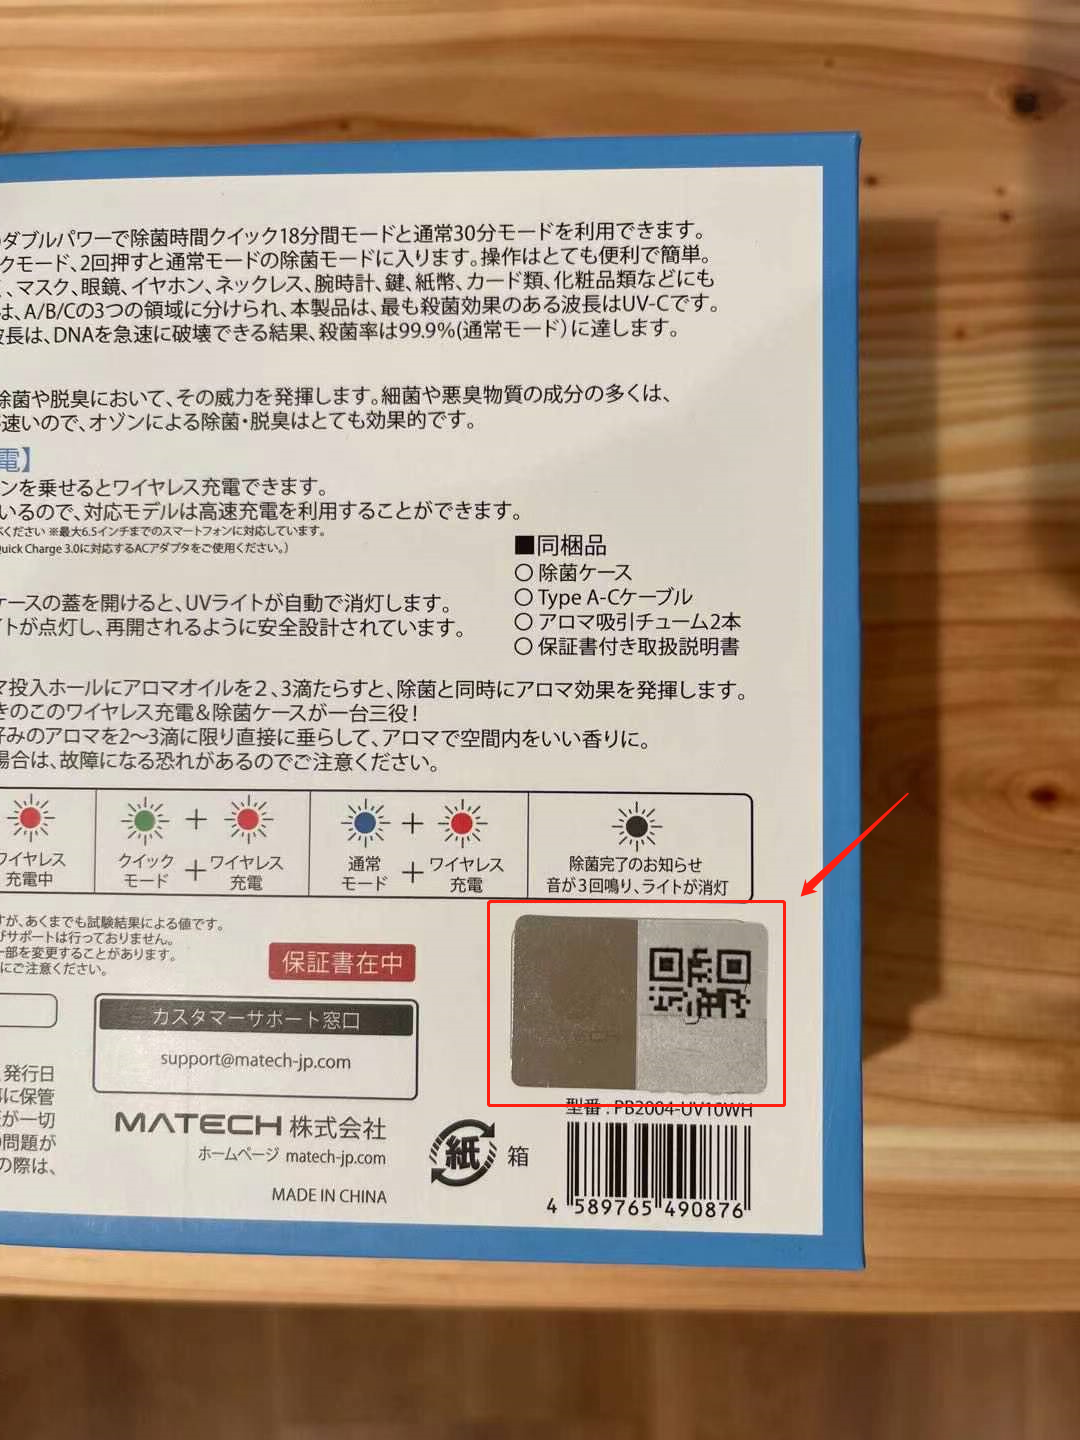 ダブルパワーで除菌時間クイック18分間モードと通常30分モードを利用できます。
クモード、2回押すと通常モードの除菌モードに入ります。操作はとても便利で簡単。
、マスク、眼鏡、イヤホン、ネックレス、腕時計、鍵、紙幣、カード類、化粧品類などにも
は、A/B/Cの3つの領域に分けられ、本製品は、最も殺菌効果のある波長はUV-Cです。
波長は、DNAを急速に破壊できる結果、殺菌率は99.9%(通常モード)に達します。
除菌や脱臭において、その威力を発揮します。細菌や悪臭物質の成分の多くは、
速いので、オゾンによる除菌・脱臭はとても効果的です。
電】
ンを乗せるとワイヤレス充電できます。
いるので、対応モデルは高速充電を利用することができます。
ください ※最大6.5インチまでのスマートフォンに対応しています。
Quick Charge 3.0に対応するACアダプタをご使用ください。)
■同梱品
○ 除菌ケース
○ Type A-Cケーブル
○ アロマ吸引チューム2本
○ 保証書付き取扱説明書
ケースの蓋を開けると、UVライトが自動で消灯します。
イトが点灯し、再開されるように安全設計されています。
マ投入ホールにアロマオイルを2、3滴たらすと、除菌と同時にアロマ効果を発揮します。
きのこのワイヤレス充電&除菌ケースが一台三役!
好みのアロマを2～3滴に限り直接に垂らして、アロマで空間内をいい香りに。
場合は、故障になる恐れがあるのでご注意ください。
ワイヤレス
充電中
クイック
モード
+
+
ワイヤレス
充電
通常
モード
+
+
ワイヤレス
充電
除菌完了のお知らせ
音が3回鳴り、ライトが消灯
すが、あくまでも試験結果による値です。
びサポートは行っておりません。
一部を変更することがあります。
にご注意ください。
保証書在中
カスタマーサポート窓口
support@matech-jp.com
発行日
に保管
が一切
問題が
の際は、
MATECH 株式会社
ホームページ matech-jp.com
MADE IN CHINA
紙 箱
型番 : PB2004-UV10WH
4 589765 490876